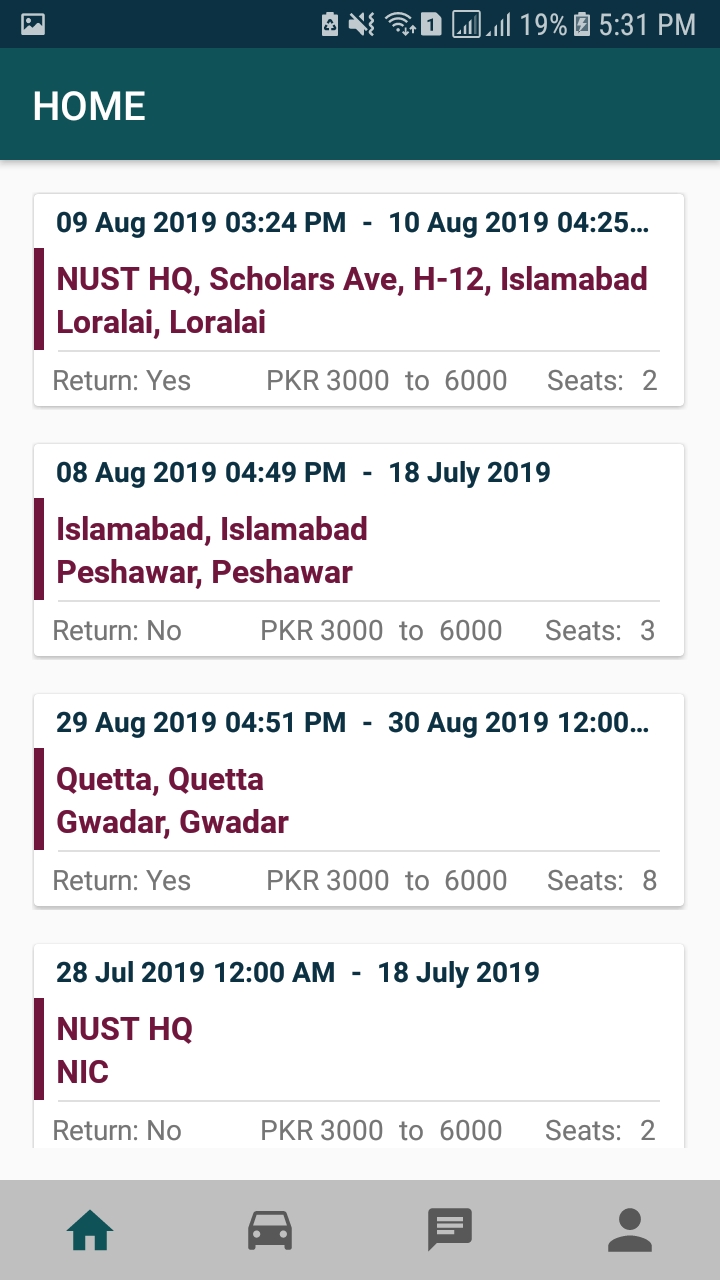 1 19% 5:31 PM
HOME
09 Aug 2019 03:24 PM - 10 Aug 2019 04:25...
NUST HQ, Scholars Ave, H-12, Islamabad
Loralai, Loralai
Return: Yes PKR 3000 to 6000 Seats: 2
08 Aug 2019 04:49 PM - 18 July 2019
Islamabad, Islamabad
Peshawar, Peshawar
Return: No PKR 3000 to 6000 Seats: 3
29 Aug 2019 04:51 PM - 30 Aug 2019 12:00...
Quetta, Quetta
Gwadar, Gwadar
Return: Yes PKR 3000 to 6000 Seats: 8
28 Jul 2019 12:00 AM - 18 July 2019
NUST HQ
NIC
Return: No PKR 3000 to 6000 Seats: 2